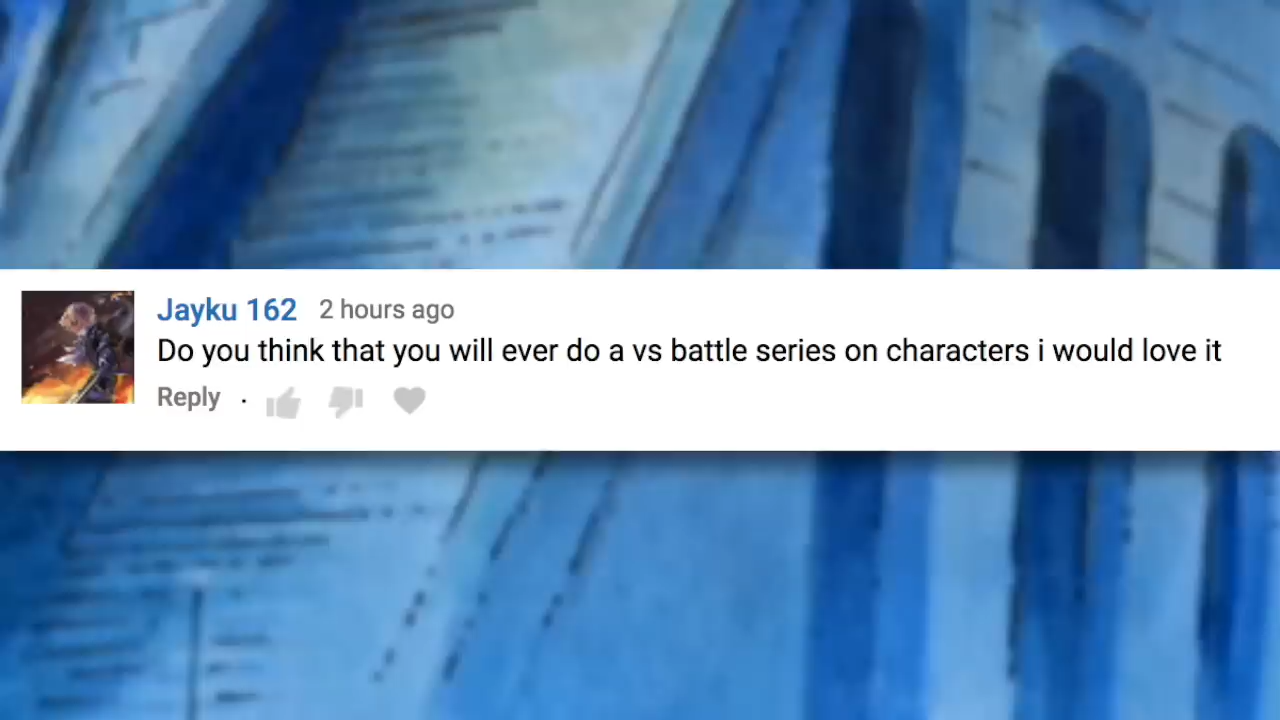 Jayku 162 2 hours ago
Do you think that you will ever do a vs battle series on characters i would love it
Reply .